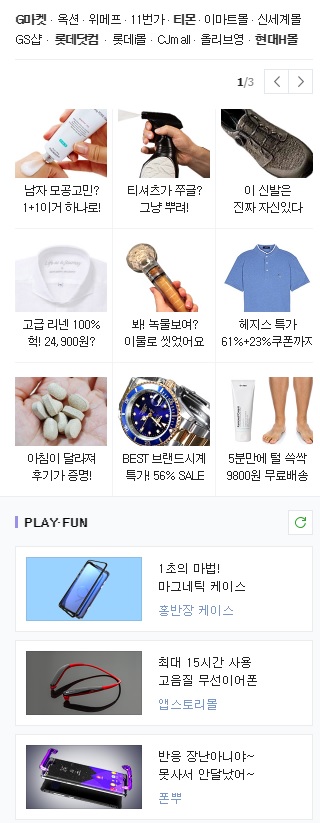 G마켓 · 옥션 · 위메프 · 11번가 · 티몬 · 이마트몰 · 신세계몰
GS샵 · 롯데닷컴 · 롯데몰 · CJmall · 올리브영 · 현대H몰
1/3
남자 모공고민?
1+1이거 하나로!
티셔츠가 쭈글?
그냥 뿌려!
이 신발은
진짜 자신있다
고급 리넨 100%
헉! 24,900원?
봐! 녹물보여?
이물로 씻었어요
헤지스 특가
61%+23%쿠폰까지
아침이 달라져
후기가 증명!
BEST 브랜드시계
특가! 56% SALE
5분만에 털 쓱싹
9800원 무료배송
PLAY·FUN
1초의 마법!
마그네틱 케이스
홍반장 케이스
최대 15시간 사용
고음질 무선이어폰
앱스토리몰
반응 장난아니야~
못사서 안달났어~
폰뿌